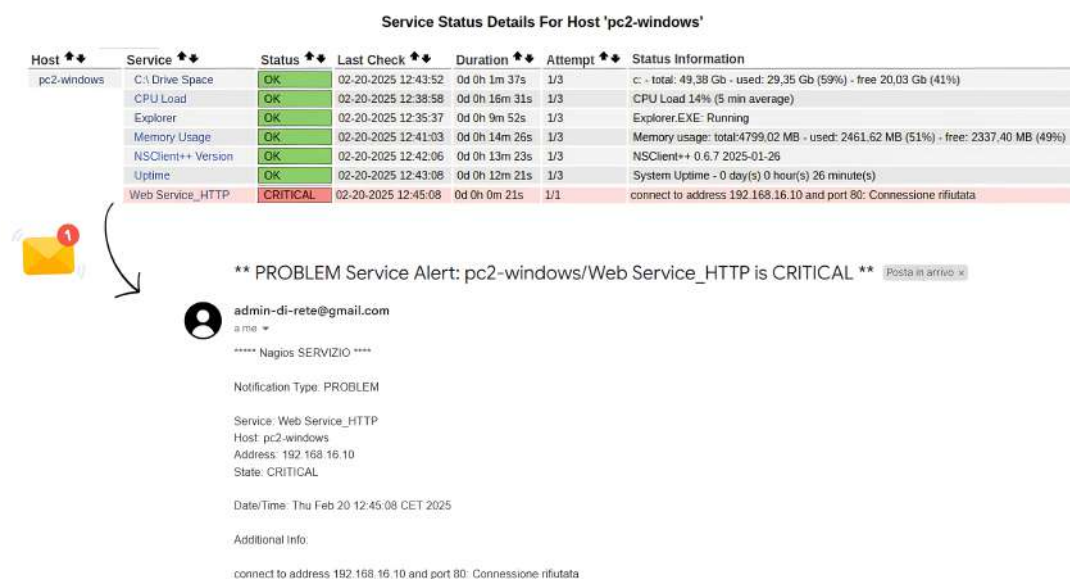 Service Status Details For Host 'pc2-windows'
Host Service Status Last Check Duration Attempt Status Information
pc2-windows C:\ Drive Space OK 02-20-2025 12:43:52 0d 0h 1m 37s 1/3 c: - total: 49,38 Gb - used: 29,35 Gb (59%) - free 20,03 Gb (41%)
CPU Load OK 02-20-2025 12:38:58 0d 0h 16m 31s 1/3 CPU Load 14% (5 min average)
Explorer OK 02-20-2025 12:35:37 0d 0h 9m 52s 1/3 Explorer.EXE: Running
Memory Usage OK 02-20-2025 12:41:03 0d 0h 14m 26s 1/3 Memory usage: total:4799,02 MB - used: 2461,62 MB (51%) - free: 2337,40 MB (49%)
NSClient++ Version OK 02-20-2025 12:42:06 0d 0h 13m 23s 1/3 NSClient++ 0.6.7 2025-01-26
Uptime OK 02-20-2025 12:43:08 0d 0h 12m 21s 1/3 System Uptime - 0 day(s) 0 hour(s) 26 minute(s)
Web Service_HTTP CRITICAL 02-20-2025 12:45:08 0d 0h 0m 21s 1/1 connect to address 192.168.16.10 and port 80: Connessione rifiutata
1
** PROBLEM Service Alert: pc2-windows/Web Service_HTTP is CRITICAL ** Posta in arrivo x
admin-di-rete@gmail.com
a me
***** Nagios SERVIZIO ****
Notification Type: PROBLEM
Service: Web Service_HTTP
Host: pc2-windows
Address: 192.168.16.10
State: CRITICAL
Date/Time: Thu Feb 20 12:45:08 CET 2025
Additional Info:
connect to address 192.168.16.10 and port 80: Connessione rifiutata